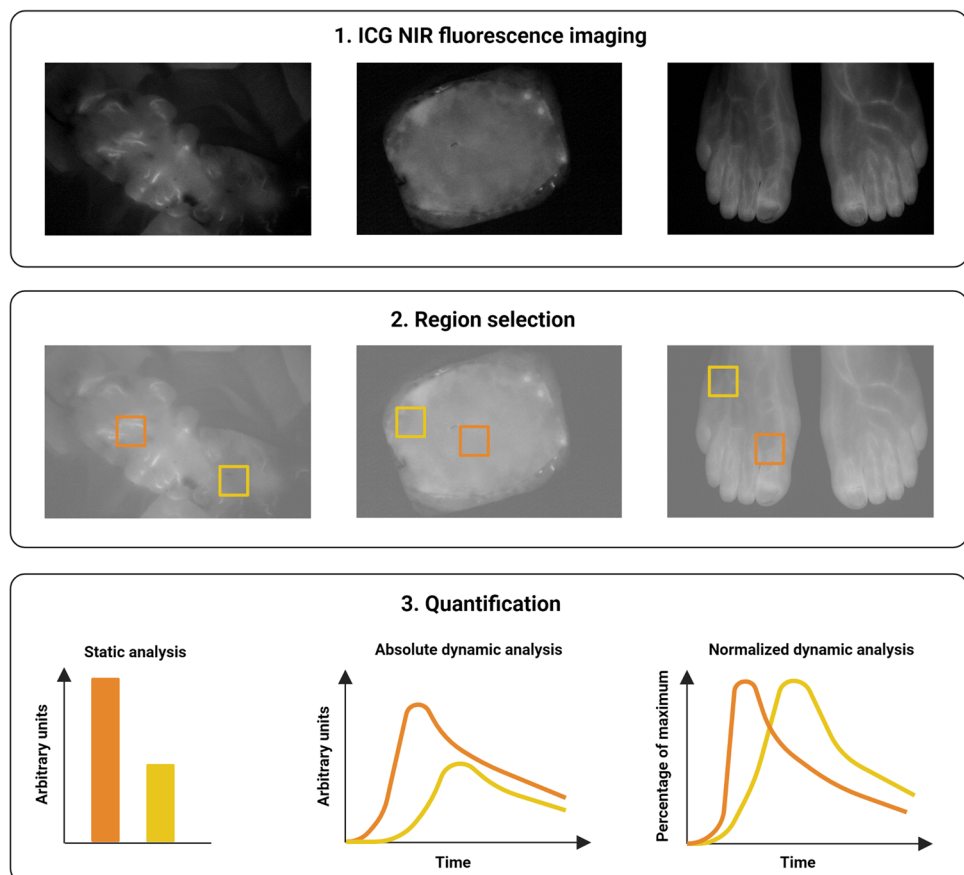 1. ICG NIR fluorescence imaging
2. Region selection
3. Quantification
Static analysis
Arbitrary units
Absolute dynamic analysis
Arbitrary units
Time
Normalized dynamic analysis
Percentage of maximum
Time